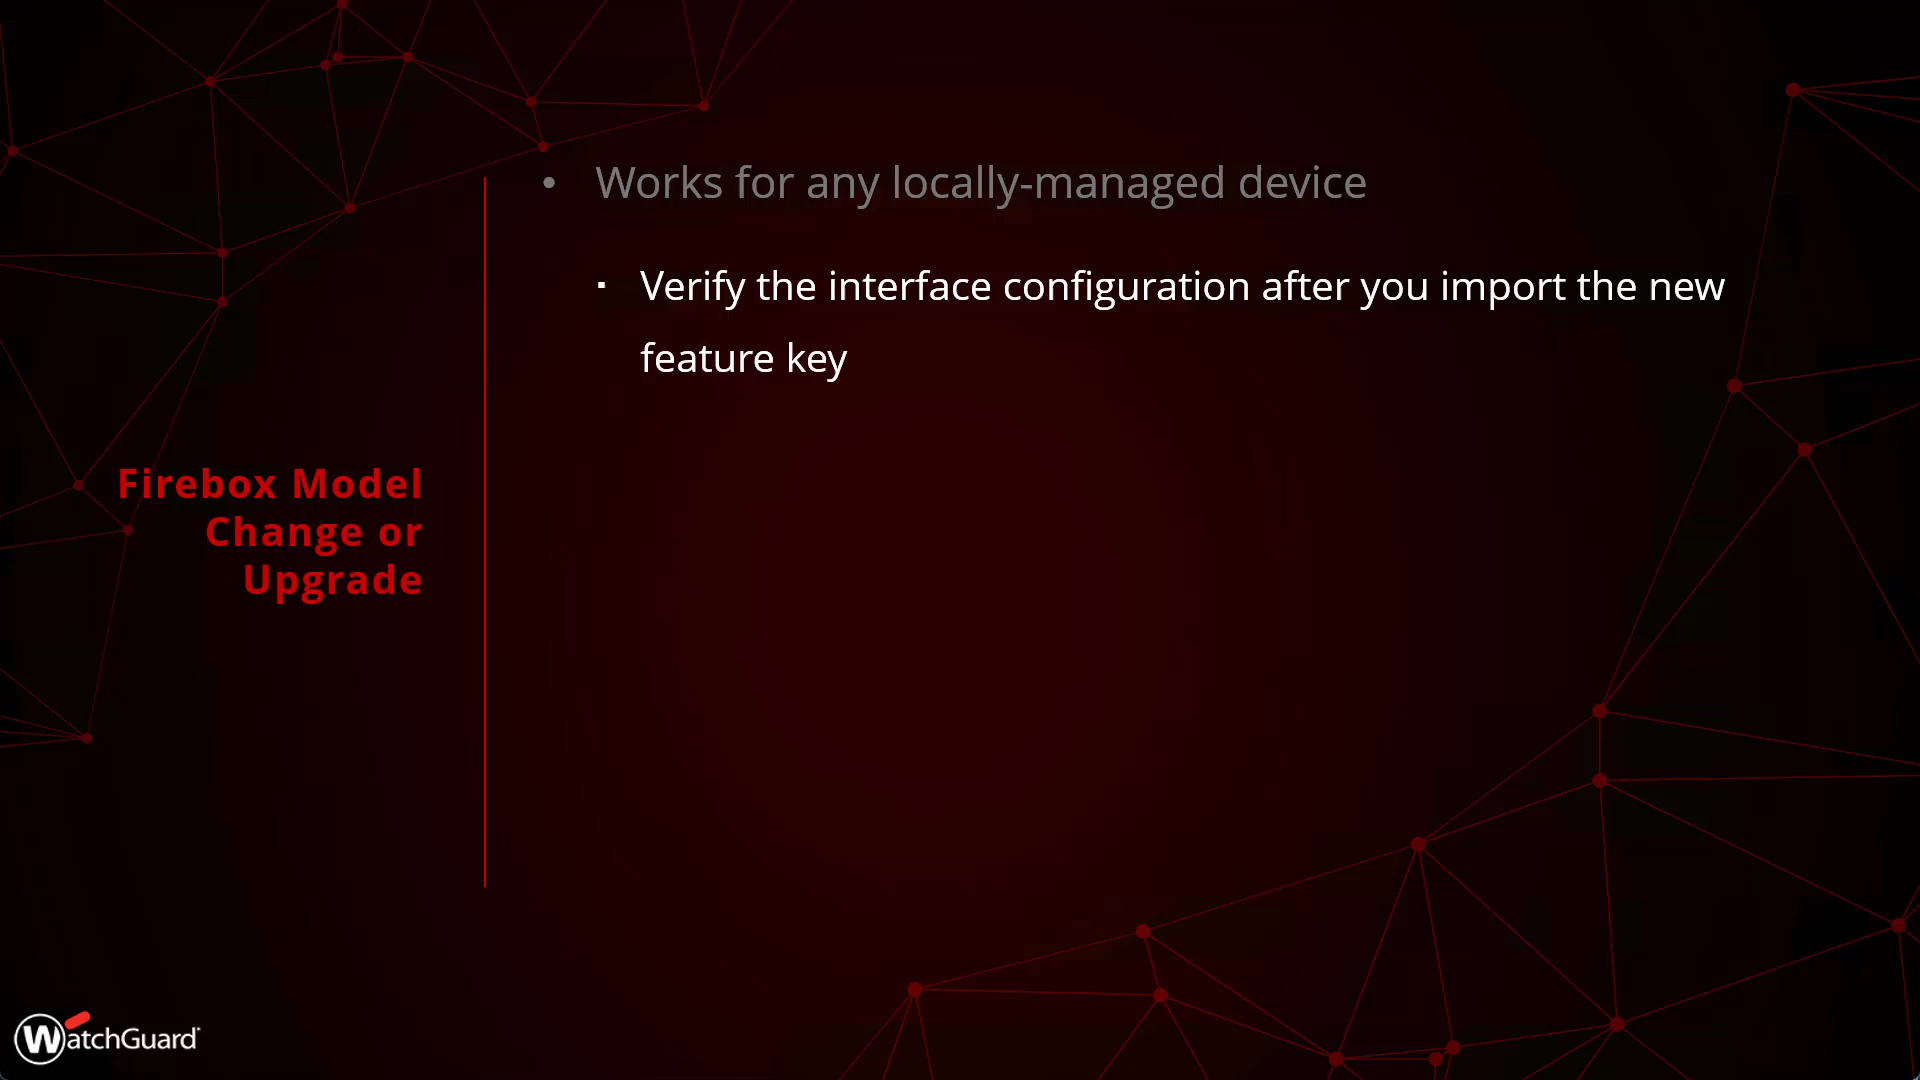 Firebox Model
Change or
Upgrade
• Works for any locally-managed device
▪ Verify the interface configuration after you import the new
feature key
WatchGuard